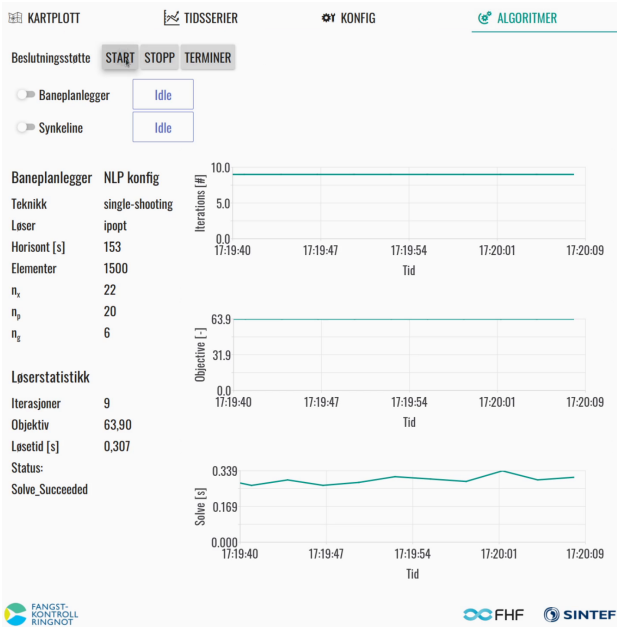 KARTPLOTT TIDSSERIER KONFIG ALGORITMER
Beslutningsstøtte START STOPP TERMINER
Baneplanlegger Idle
Synkeline Idle
Baneplanlegger NLP konfig
Teknikk single-shooting
Løser ipopt
Horisont [s] 153
Elementer 1500
nₓ 22
nₚ 20
n_g 6
Løserstatistikk
Iterasjoner 9
Objektiv 63,90
Løsetid [s] 0,307
Status:
Solve_Succeeded
Iterations [#]
10.0
5.0
0.0
17:19:40 17:19:47 17:19:54 17:20:01 17:20:09
Tid
Objective [-]
63.9
31.9
0.0
17:19:40 17:19:47 17:19:54 17:20:01 17:20:09
Tid
Solve [s]
0.339
0.169
0.000
17:19:40 17:19:47 17:19:54 17:20:01 17:20:09
Tid
FANGST-
KONTROLL
RINGNOT
FHF SINTEF